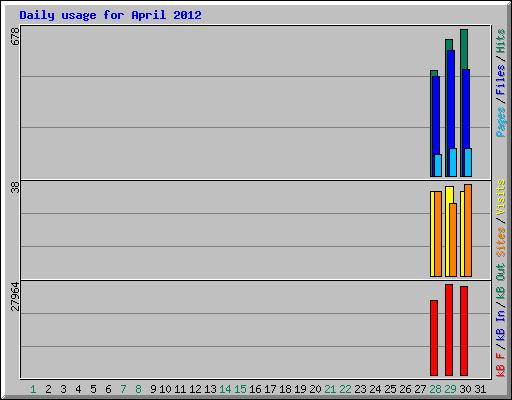 Daily usage for April 2012
678
Pages / Files / Hits
38
Sites / Visits
27964
kB F / kB In / kB Out
1 2 3 4 5 6 7 8 9 10 11 12 13 14 15 16 17 18 19 20 21 22 23 24 25 26 27 28 29 30 31